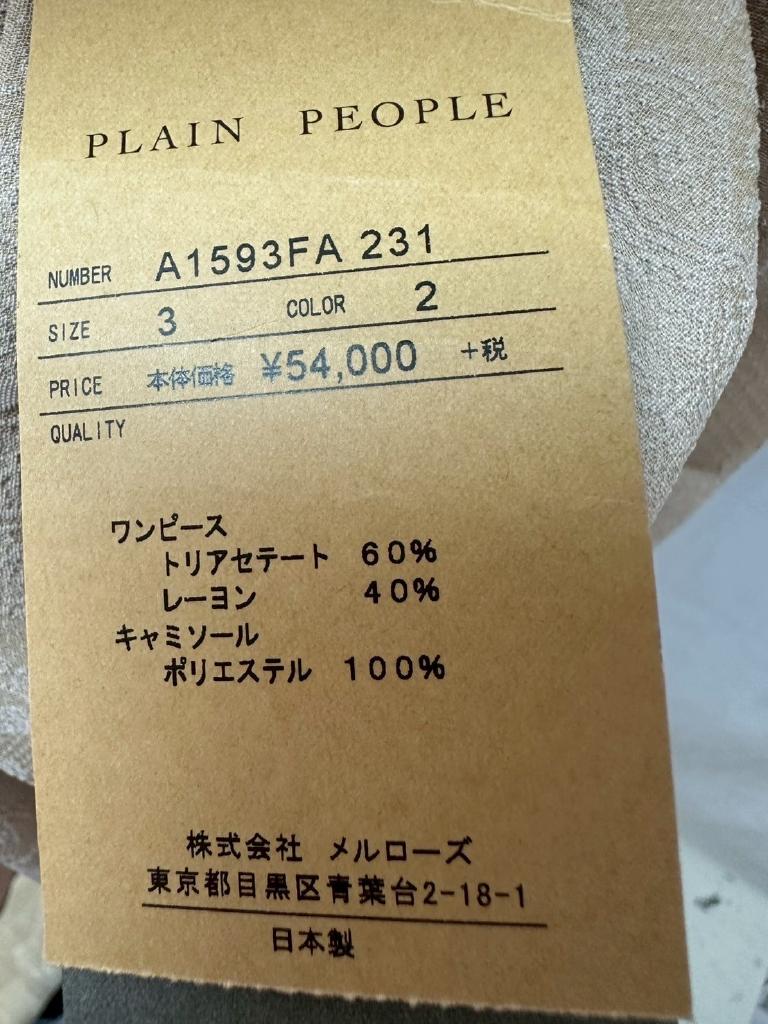 PLAIN PEOPLE
NUMBER A1593FA 231
SIZE 3 COLOR 2
PRICE 本体価格 ¥54,000 +税
QUALITY
ワンピース
トリアセテート 60%
レーヨン 40%
キャミソール
ポリエステル 100%
株式会社 メルローズ
東京都目黒区青葉台2-18-1
日本製